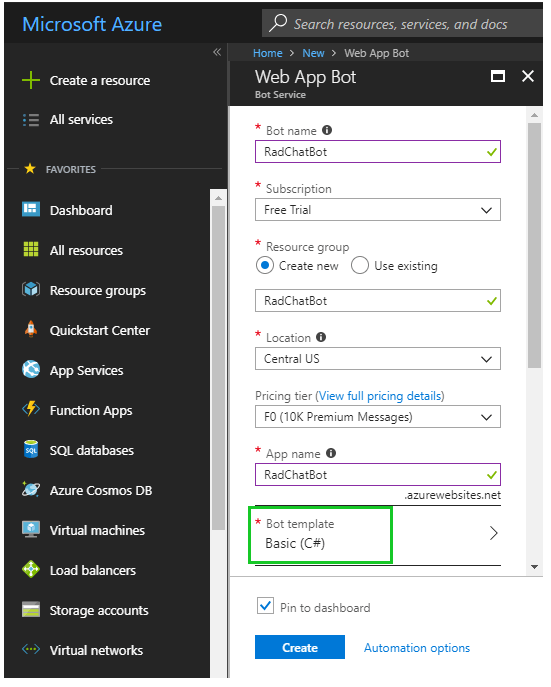 Microsoft Azure
Search resources, services, and docs
«
Home > New > Web App Bot
Web App Bot
Bot Service
Create a resource
All services
FAVORITES
Dashboard
All resources
Resource groups
Quickstart Center
App Services
Function Apps
SQL databases
Azure Cosmos DB
Virtual machines
Load balancers
Storage accounts
Virtual networks
* Bot name
RadChatBot
* Subscription
Free Trial
* Resource group
Create new Use existing
RadChatBot
* Location
Central US
Pricing tier (View full pricing details)
F0 (10K Premium Messages)
* App name
RadChatBot
.azurewebsites.net
* Bot template
Basic (C#)
Pin to dashboard
Create Automation options